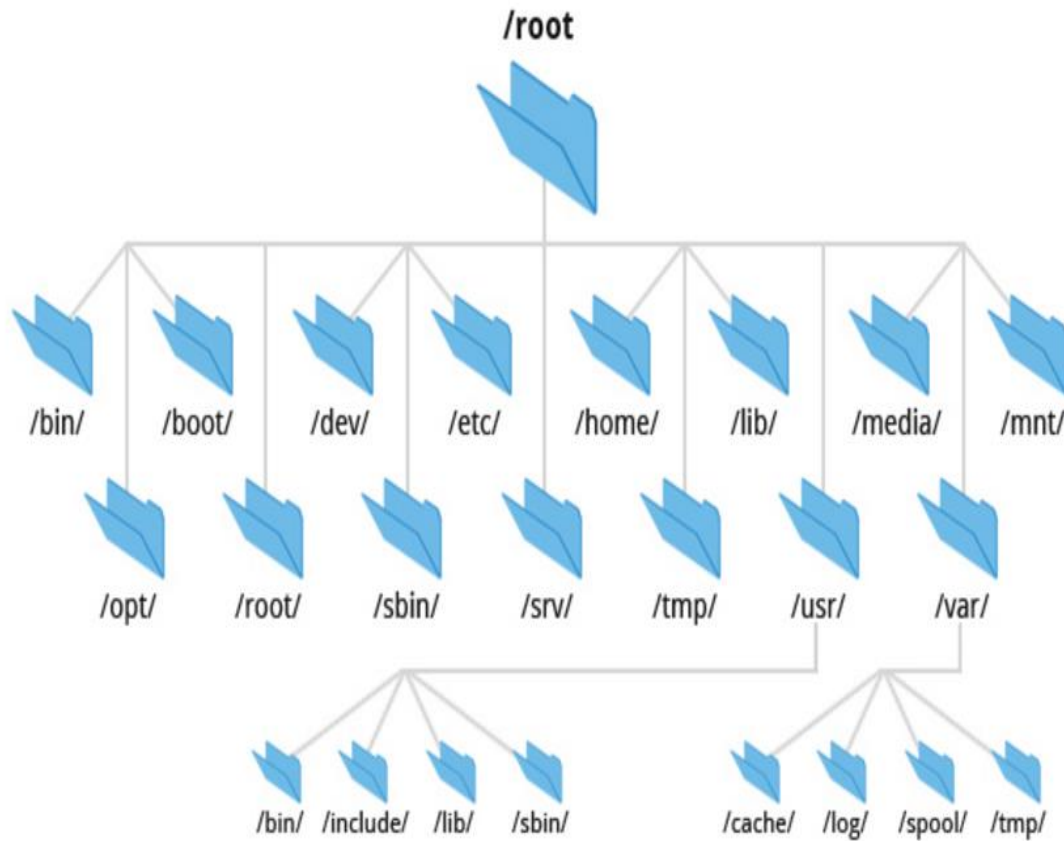 /root
/bin/ /boot/ /dev/ /etc/ /home/ /lib/ /media/ /mnt/
/opt/ /root/ /sbin/ /srv/ /tmp/ /usr/ /var/
/bin/ /include/ /lib/ /sbin/ /cache/ /log/ /spool/ /tmp/